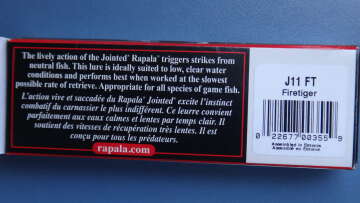 The lively action of the Jointed® Rapala® triggers strikes from
neutral fish. This lure is ideally suited to low, clear water
conditions and performs best when worked at the slowest
possible rate of retrieve. Appropriate for all species of game fish.
L'action vive et saccadée du Rapala® Jointed® excite l'instinct
combatif du carnassier le plus indifférent. Ce leurre convient
parfaitement aux eaux calmes et lentes par temps clair. Il
soutient des vitesses de récupération très lentes. Il est
conçu pour tous les prédateurs.
rapala.com
J11 FT
Firetiger
0 22677 00355 9
Assembled in Estonia
Assemblé en Estonie